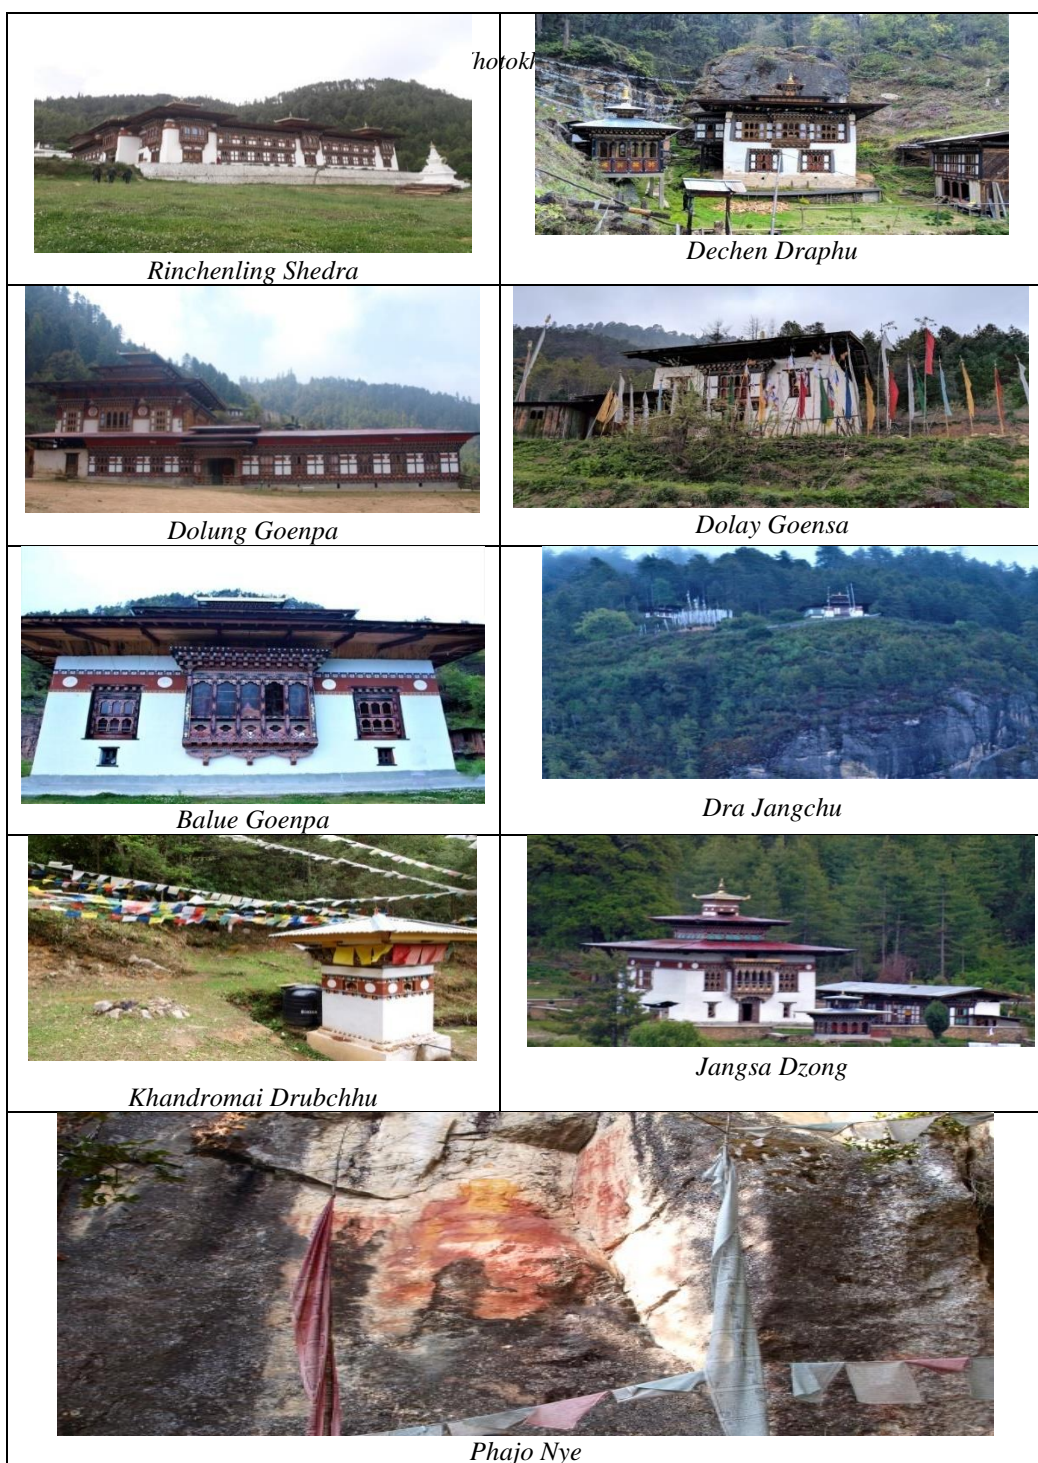 Rinchenling Shedra
Dechen Draphu
Dolung Goenpa
Dolay Goensa
Balue Goenpa
Dra Jangchu
Khandromai Drubchhu
Jangsa Dzong
Phajo Nye